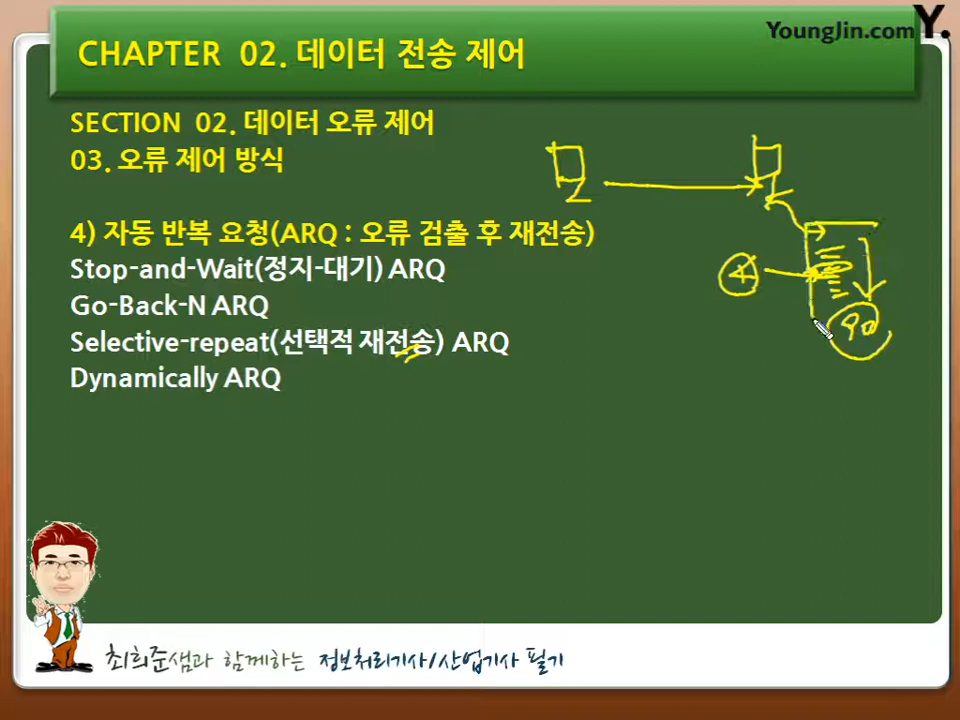 YoungJin.com Y.
CHAPTER 02. 데이터 전송 제어
SECTION 02. 데이터 오류 제어
03. 오류 제어 방식
4) 자동 반복 요청(ARQ : 오류 검출 후 재전송)
Stop-and-Wait(정지-대기) ARQ
Go-Back-N ARQ
Selective-repeat(선택적 재전송) ARQ
Dynamically ARQ
4
90
최희준샘과 함께하는 정보처리기사/산업기사 필기